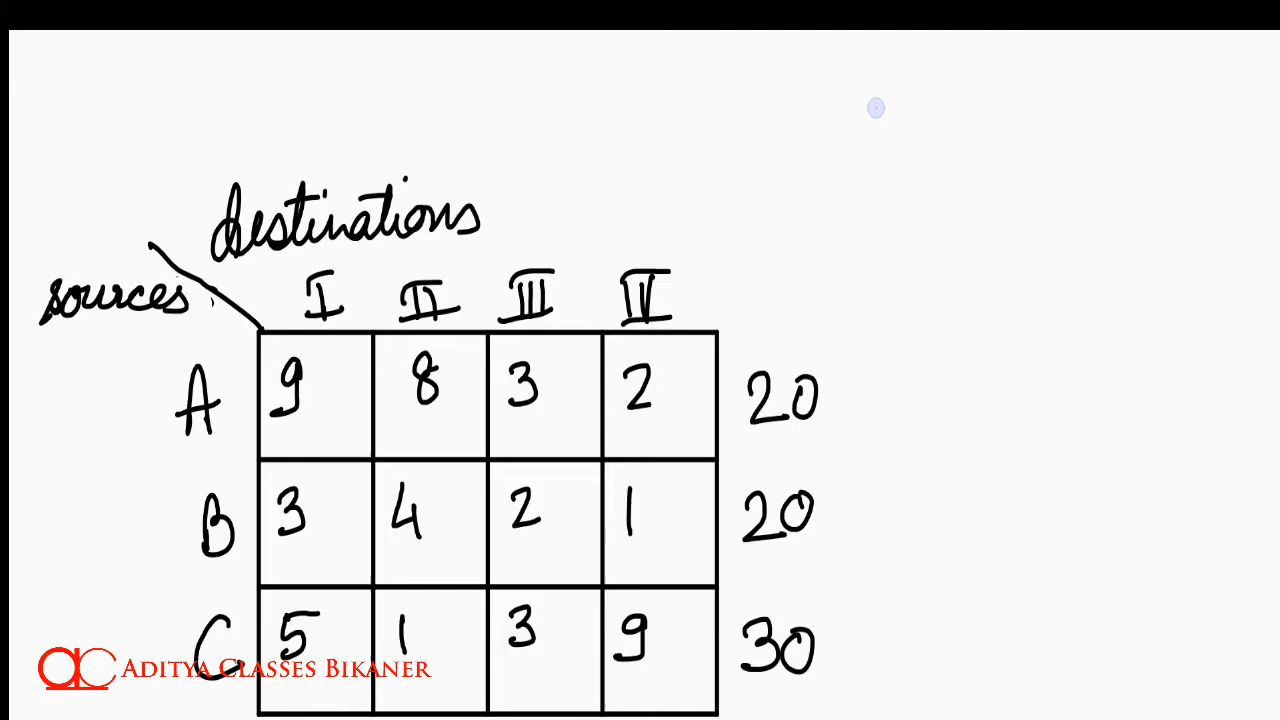 destinations
sources
I II III IV
A 9 8 3 2 20
B 3 4 2 1 20
C 5 1 3 9 30
ac ADITYA CLASSES BIKANER